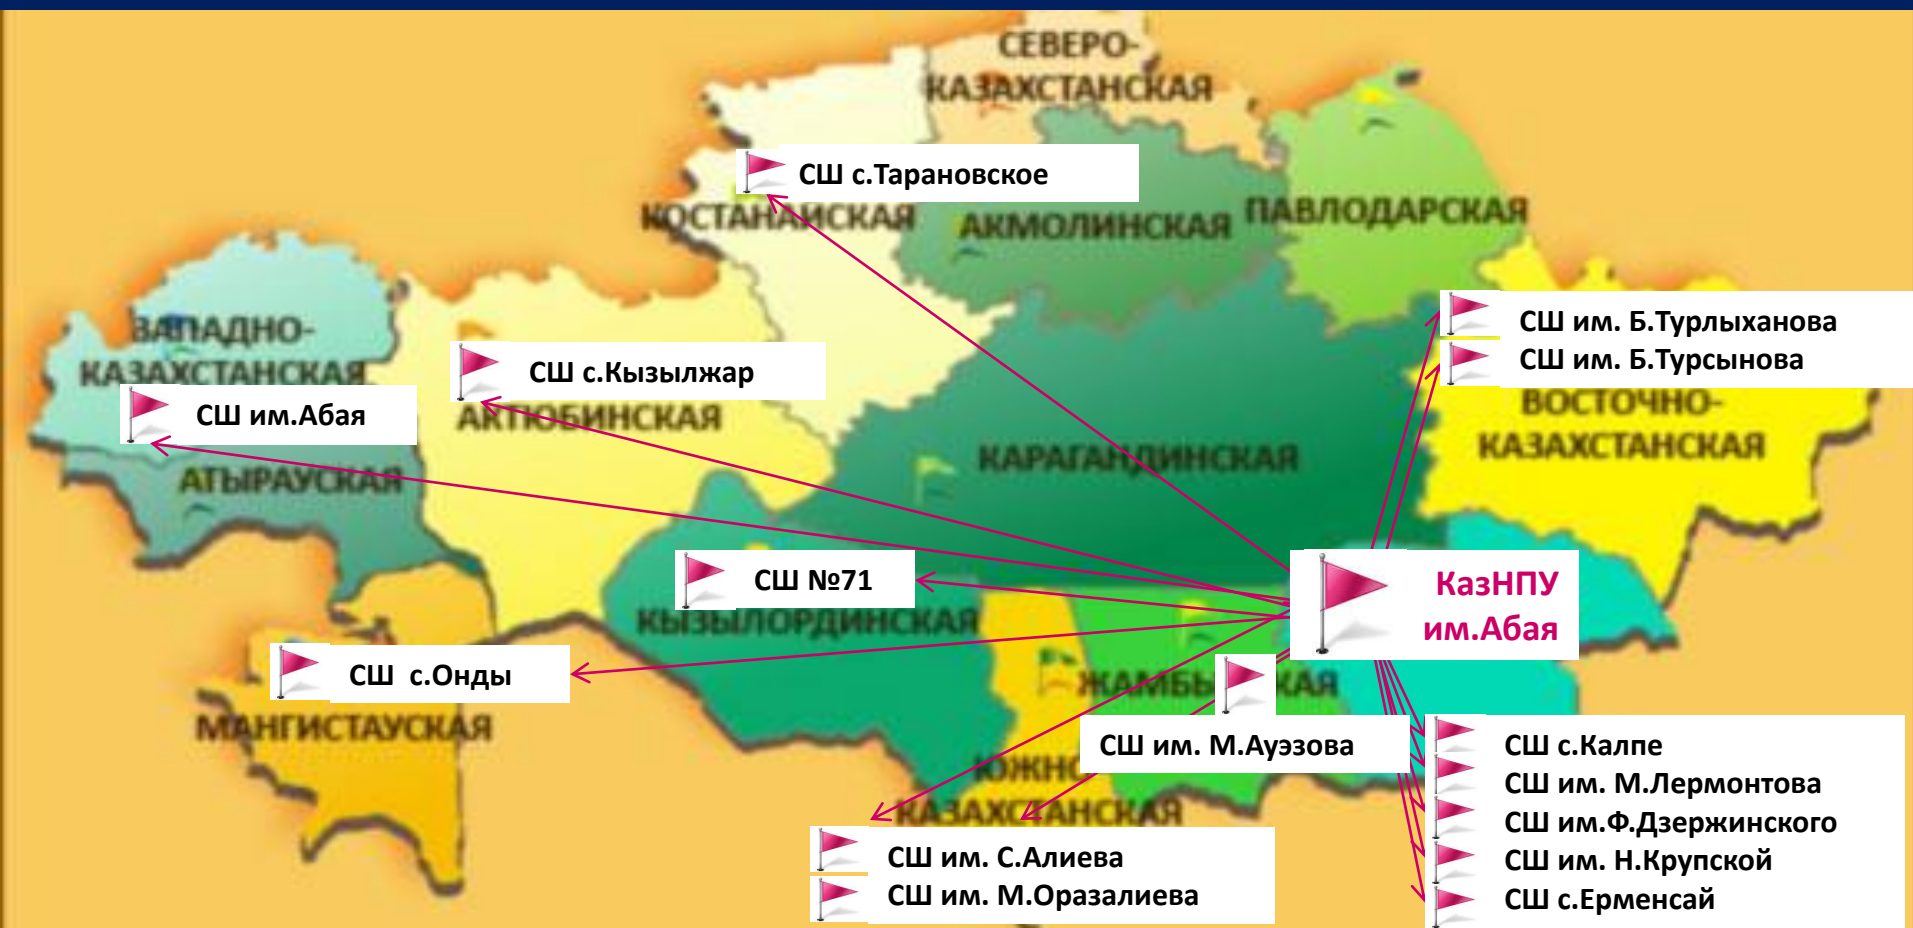 СЕВЕРО-
КАЗАХСТАНСКАЯ
СШ с.Тарановское
КОСТАНАЙСКАЯ
АКМОЛИНСКАЯ
ПАВЛОДАРСКАЯ
ЗАПАДНО-
КАЗАХСТАНСКАЯ
СШ им. Б.Турлыханова
СШ им. Б.Турсынова
СШ с.Кызылжар
СШ им.Абая
АКТЮБИНСКАЯ
ВОСТОЧНО-
КАЗАХСТАНСКАЯ
КАРАГАНДИНСКАЯ
АТЫРАУСКАЯ
СШ №71
КазНПУ
им.Абая
КЫЗЫЛОРДИНСКАЯ
СШ с.Онды
ЖАМБЫ КАЯ
МАНГИСТАУСКАЯ
СШ им. М.Ауэзова
ЮЖНО
КАЗАХСТАНСКАЯ
СШ с.Калпе
СШ им. М.Лермонтова
СШ им.Ф.Дзержинского
СШ им. Н.Крупской
СШ с.Ерменсай
СШ им. С.Алиева
СШ им. М.Оразалиева